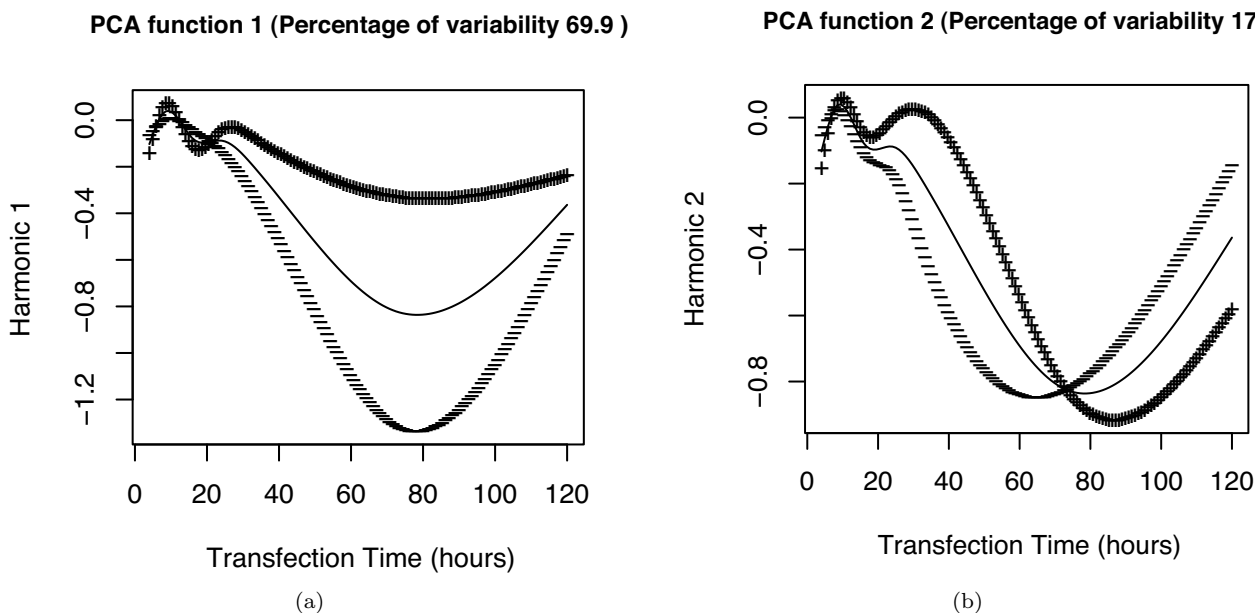 PCA function 1 (Percentage of variability 69.9 )
0.0
−0.4
−0.8
−1.2
Harmonic 1
0 20 40 60 80 100 120
Transfection Time (hours)
(a)
PCA function 2 (Percentage of variability 17
0.0
−0.4
−0.8
Harmonic 2
0 20 40 60 80 100 120
Transfection Time (hours)
(b)